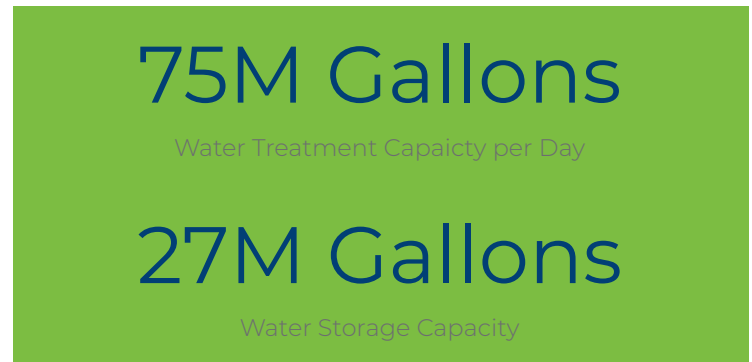 75M Gallons
Water Treatment Capaicty per Day
27M Gallons
Water Storage Capacity